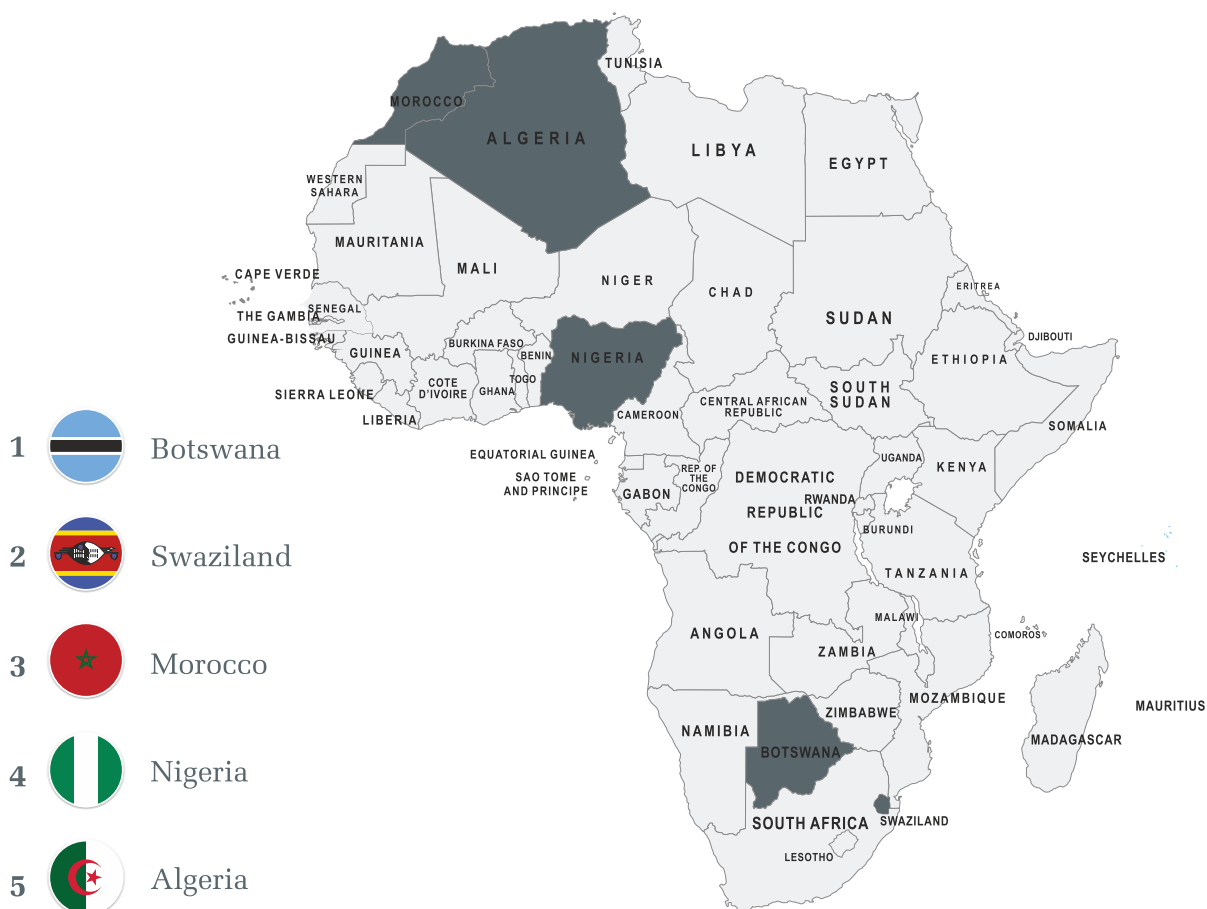 1 Botswana
2 Swaziland
3 Morocco
4 Nigeria
5 Algeria
TUNISIA
MOROCCO
ALGERIA
LIBYA
EGYPT
WESTERN
SAHARA
MAURITANIA
MALI
NIGER
CHAD
SUDAN
ERITREA
CAPE VERDE
SENEGAL
THE GAMBIA
GUINEA-BISSAU
GUINEA
BURKINA FASO
BENIN
NIGERIA
DJIBOUTI
ETHIOPIA
SIERRA LEONE
COTE
D'IVOIRE
GHANA
TOGO
LIBERIA
CAMEROON
CENTRAL AFRICAN
REPUBLIC
SOUTH
SUDAN
SOMALIA
EQUATORIAL GUINEA
SAO TOME
AND PRINCIPE
GABON
REP. OF
THE
CONGO
DEMOCRATIC
REPUBLIC
OF THE CONGO
UGANDA
KENYA
RWANDA
BURUNDI
TANZANIA
SEYCHELLES
ANGOLA
ZAMBIA
MALAWI
COMOROS
MOZAMBIQUE
MAURITIUS
MADAGASCAR
NAMIBIA
ZIMBABWE
BOTSWANA
SOUTH AFRICA
SWAZILAND
LESOTHO